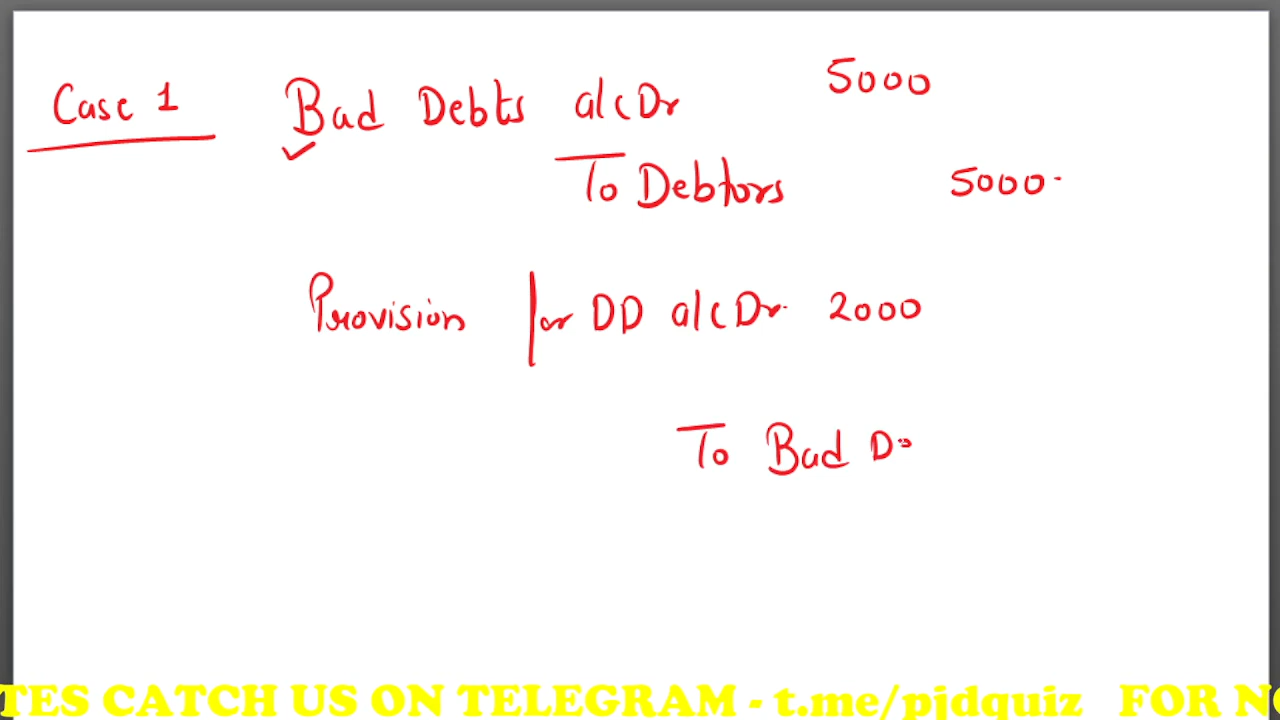 Case 1 Bad Debts a/c Dr 5000
To Debtors 5000
Provision for DD a/c Dr. 2000
To Bad D
TES CATCH US ON TELEGRAM - t.me/pjdquiz FOR NO